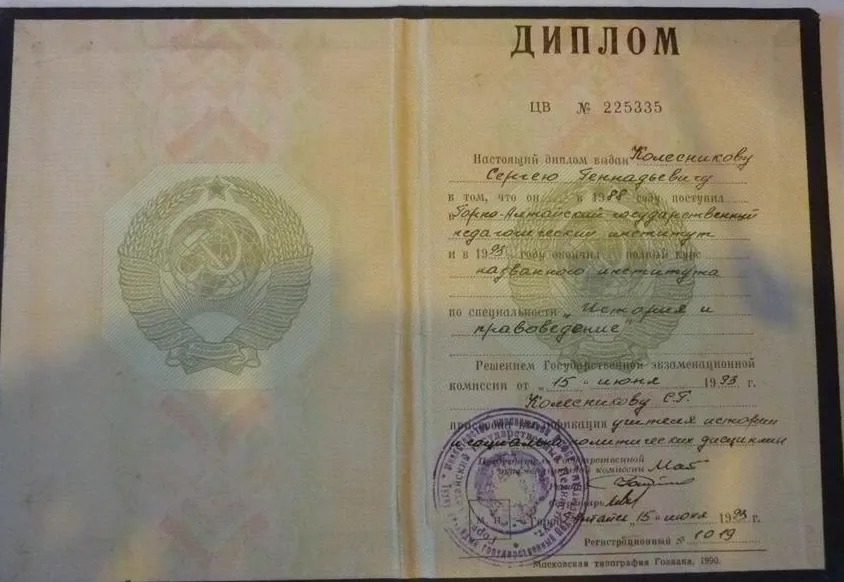 ДИПЛОМ
ЦВ № 225335
Настоящий диплом выдан Колесникову
Сергею Геннадьевичу
в том, что он в 1988 году поступил
Горно-Алтайский государственный
педагогический институт
и в 1993 году окончил полный курс
названного института
по специальности „История и
правоведение"
Решением Государственной экзаменационной
комиссии от „15" июня 1993 г.
Колесникову С.Г.
присвоена квалификация учителя истории
и социально-политических дисциплин
Председатель Государственной
экзаменационной комиссии
Ректор
Секретарь
Город Г-Алтайск „15" июня 1993 г.
Регистрационный № 1019
Московская типография Гознака, 1990.